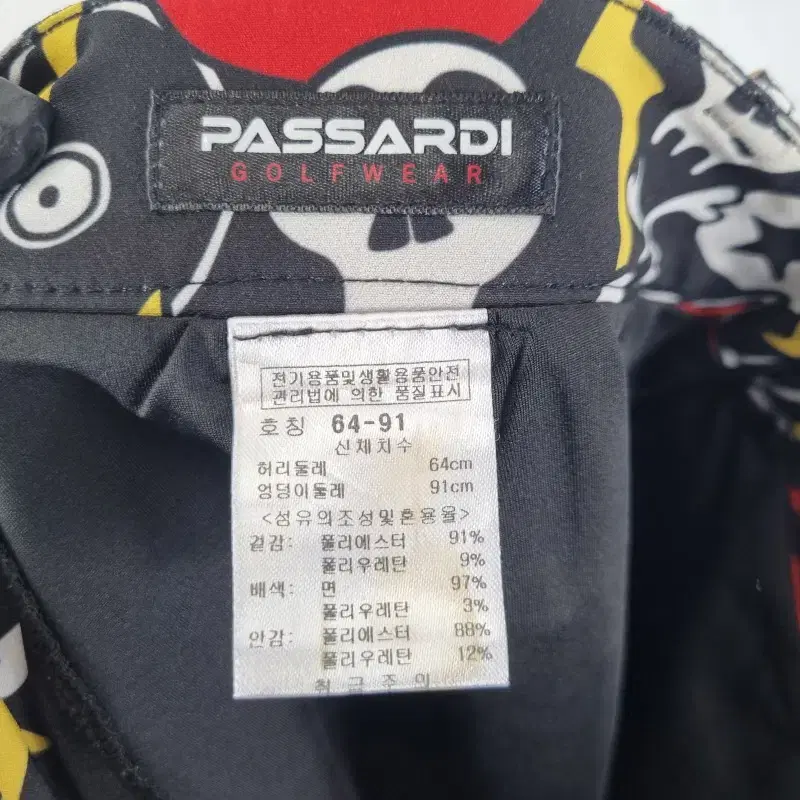 PASSARDI
GOLFWEAR
전기용품및생활용품안전
관리법에 의한 품질표시
호칭 64-91
신체치수
허리둘레 64cm
엉덩이둘레 91cm
<섬유의조성및혼용율>
겉감: 폴리에스터 91%
폴리우레탄 9%
배색: 면 97%
폴리우레탄 3%
안감: 폴리에스터 88%
폴리우레탄 12%
취급주의